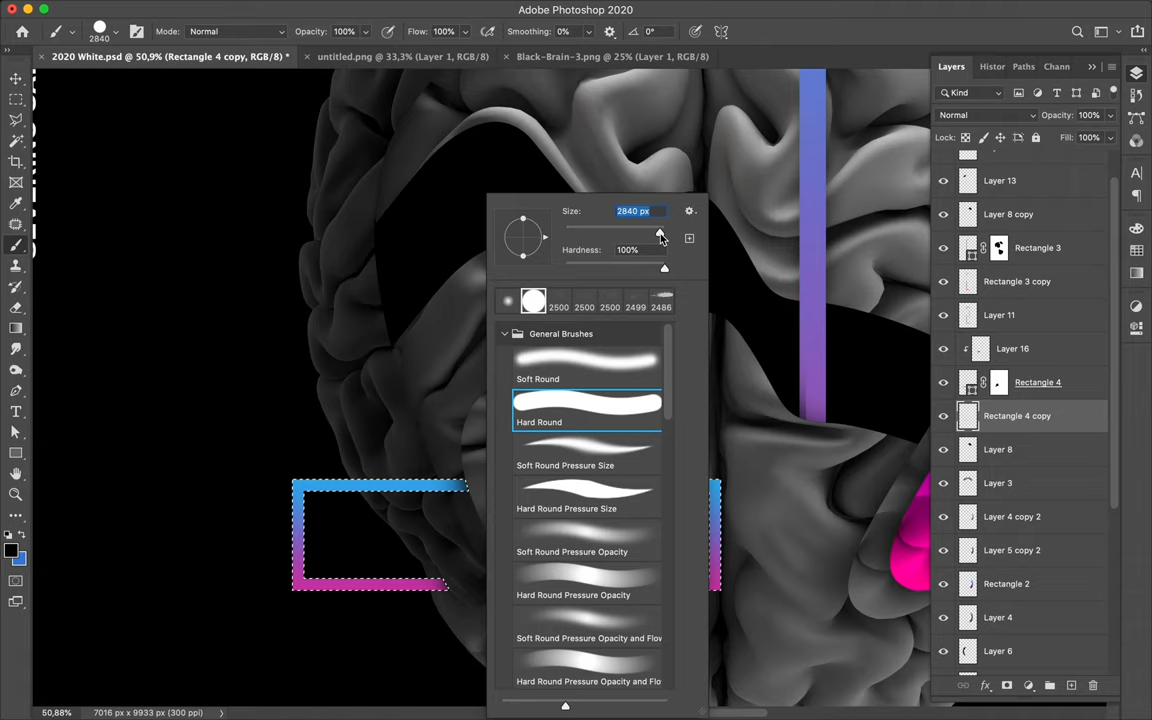 Adobe Photoshop 2020
2840
Mode: Normal
Opacity: 100%
Flow: 100%
Smoothing: 0%
0°
2020 White.psd @ 50,9% (Rectangle 4 copy, RGB/8) *
untitled.png @ 33,3% (Layer 1, RGB/8)
Black-Brain-3.png @ 25% (Layer 1, RGB/8)
Layers
Histor
Paths
Chann
Kind
Normal
Opacity: 100%
Lock:
Fill: 100%
Layer 13
Layer 8 copy
Rectangle 3
Rectangle 3 copy
Layer 11
Layer 16
Rectangle 4
Rectangle 4 copy
Layer 8
Layer 3
Layer 4 copy 2
Layer 5 copy 2
Rectangle 2
Layer 4
Layer 6
Size: 2840 px
Hardness: 100%
2500 2500 2500 2499 2486
General Brushes
Soft Round
Hard Round
Soft Round Pressure Size
Hard Round Pressure Size
Soft Round Pressure Opacity
Hard Round Pressure Opacity
Soft Round Pressure Opacity and Flow
Hard Round Pressure Opacity and Flo
50,88%
7016 px x 9933 px (300 ppi)